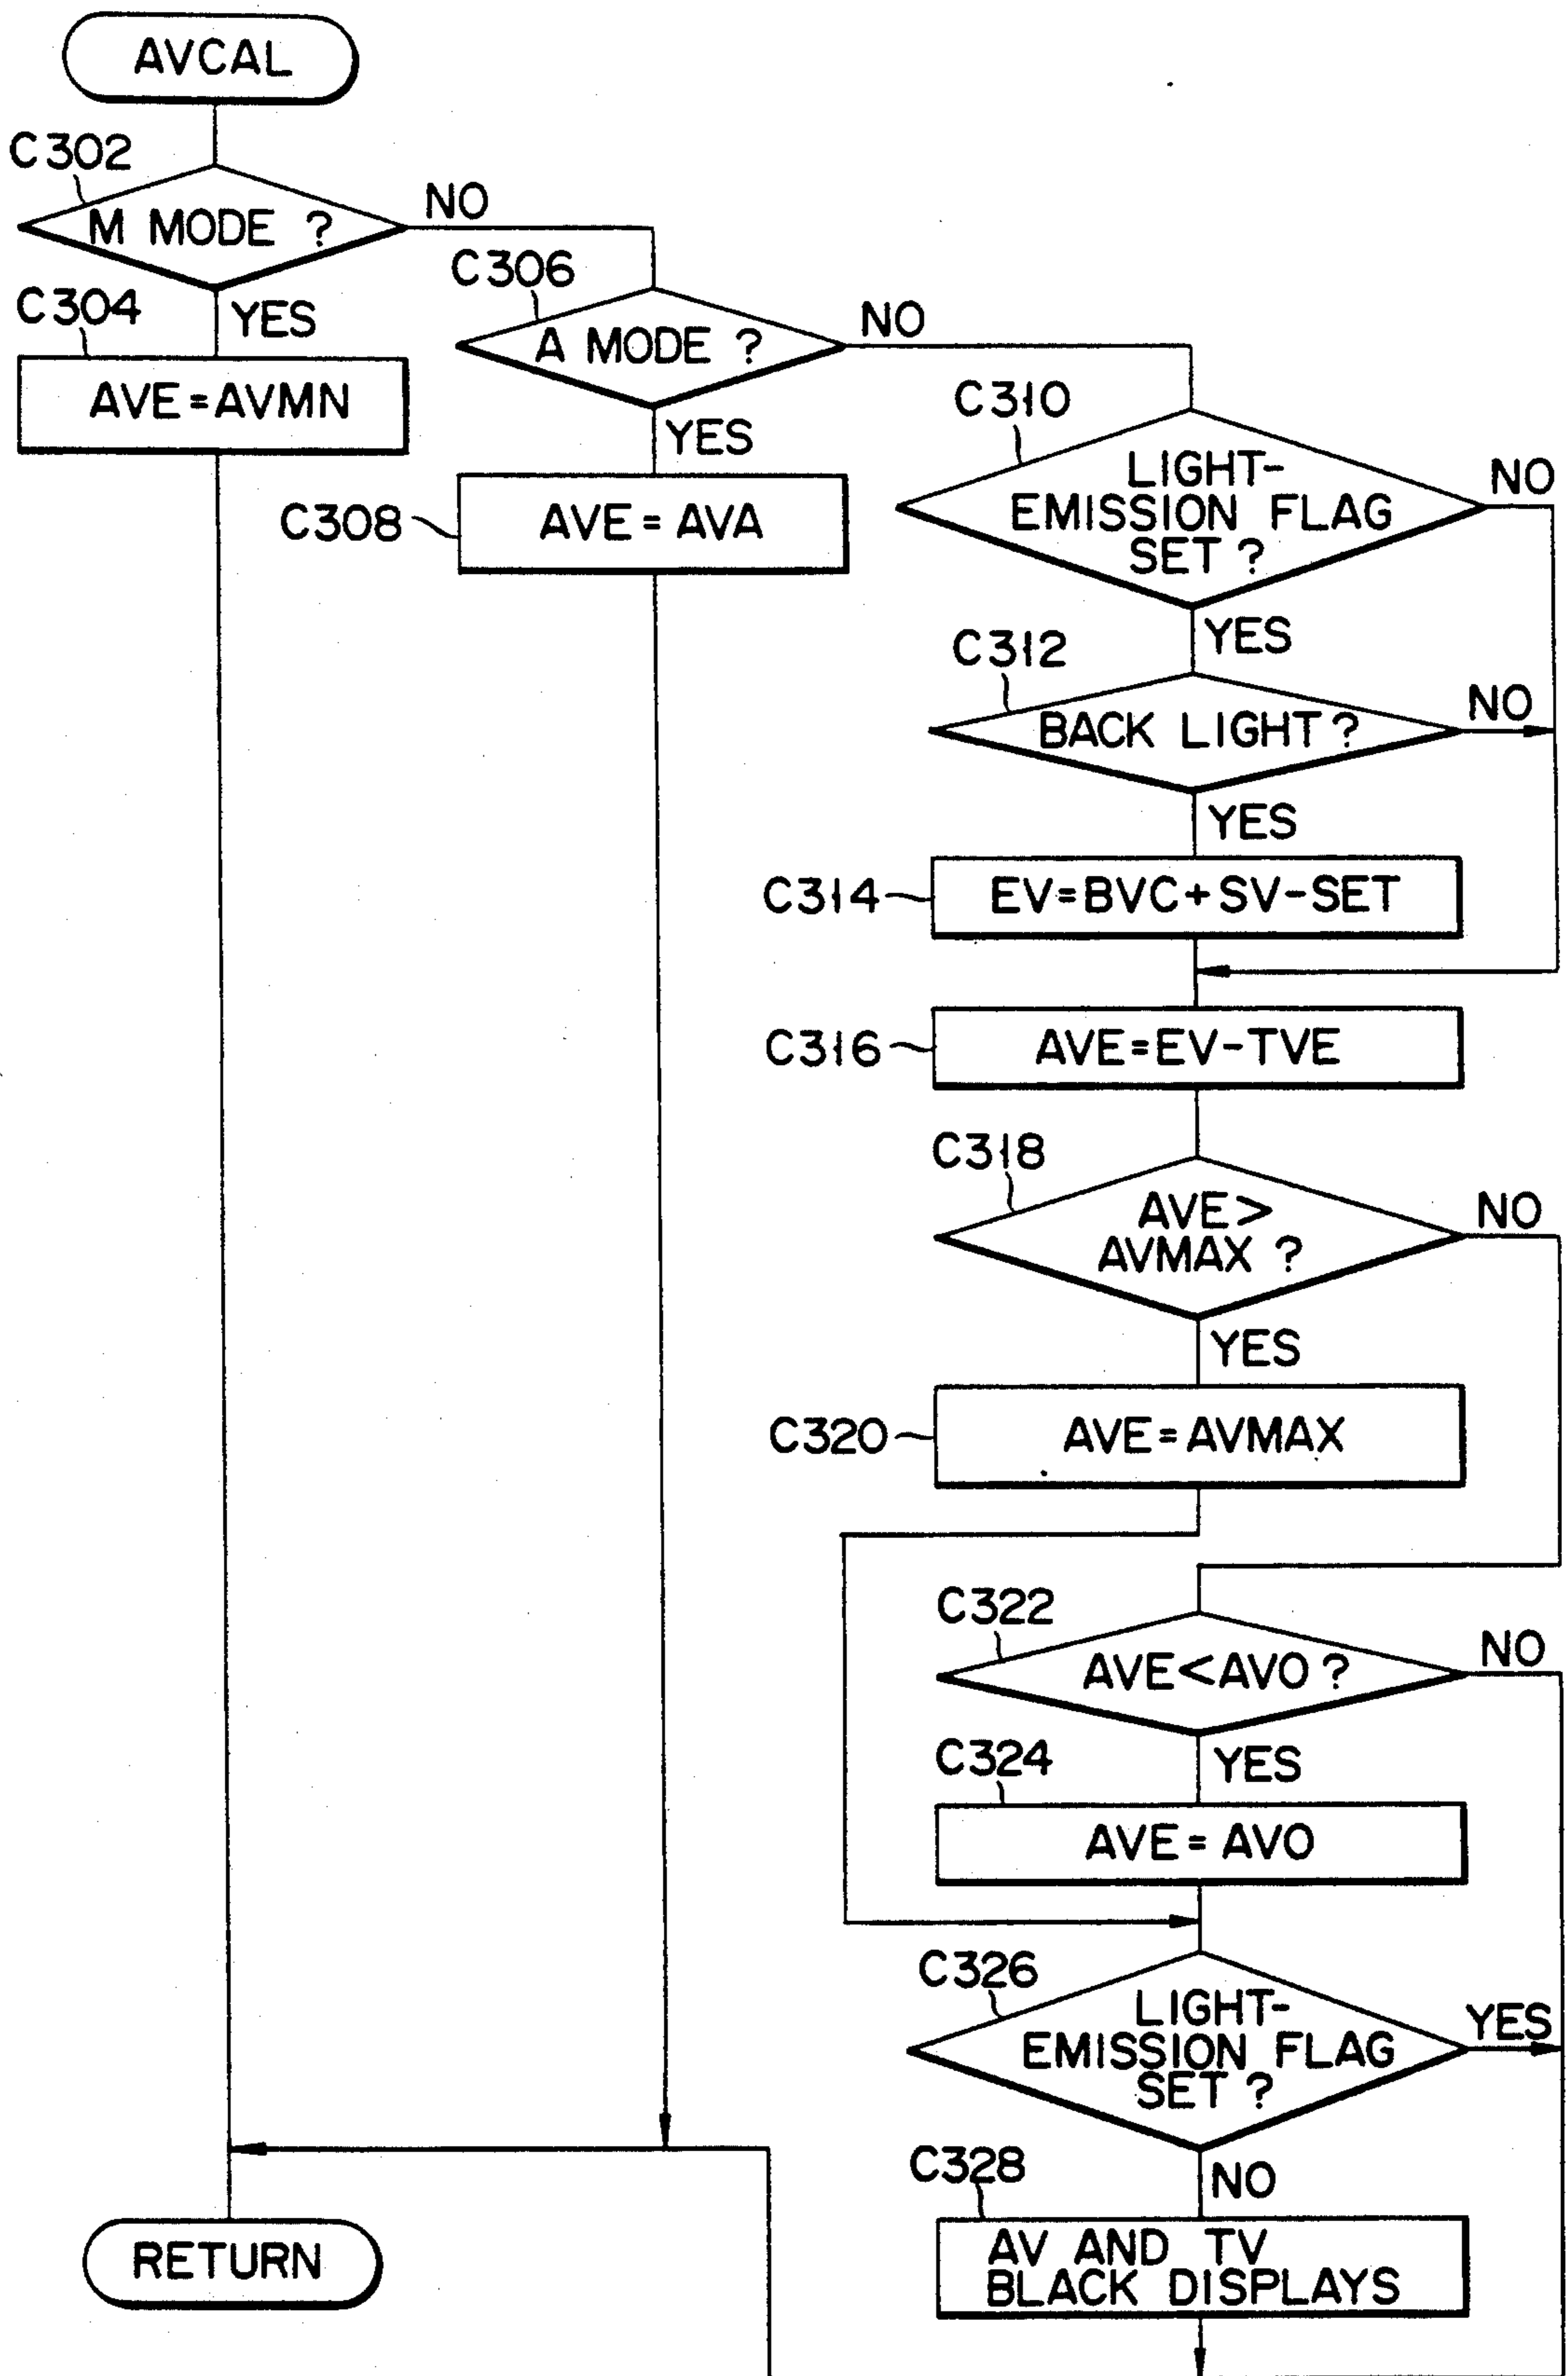 AVCAL
C302
M MODE ?
NO
YES
C304
AVE=AVMN
C306
A MODE ?
NO
YES
C308
AVE=AVA
C310
LIGHT-
EMISSION FLAG
SET ?
NO
YES
C312
BACK LIGHT ?
NO
YES
C314
EV=BVC+SV-SET
C316
AVE=EV-TVE
C318
AVE>
AVMAX ?
NO
YES
C320
AVE=AVMAX
C322
AVE<AVO ?
NO
YES
C324
AVE=AVO
C326
LIGHT-
EMISSION FLAG
SET ?
YES
NO
C328
AV AND TV
BLACK DISPLAYS
RETURN